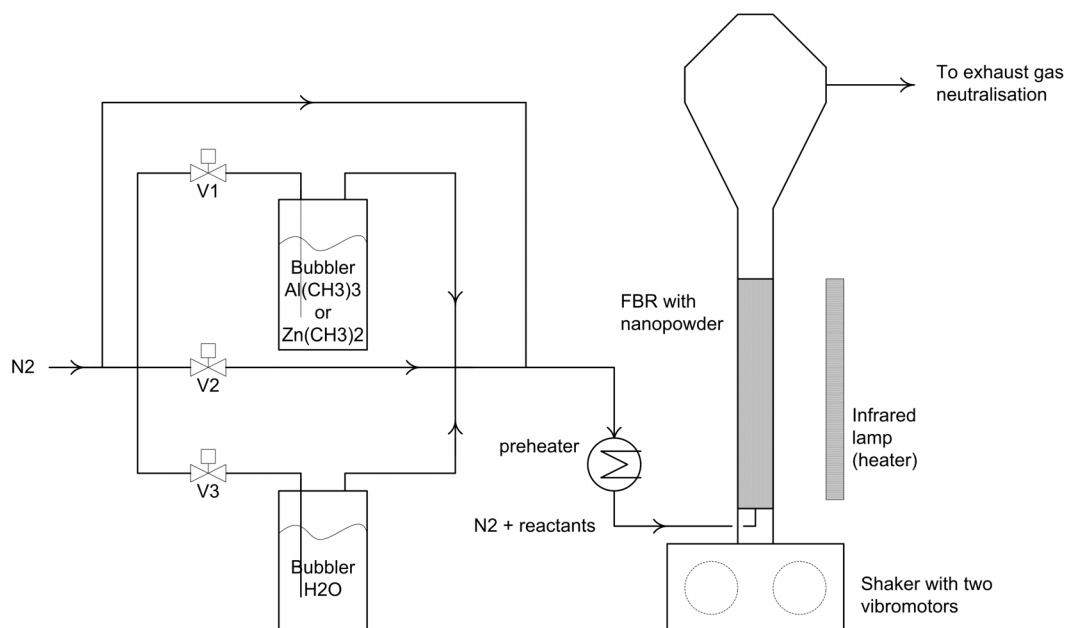 To exhaust gas
neutralisation
V1
Bubbler
Al(CH3)3
or
Zn(CH3)2
FBR with
nanopowder
N2
V2
Infrared
lamp
(heater)
preheater
V3
N2 + reactants
Bubbler
H2O
Shaker with two
vibromotors